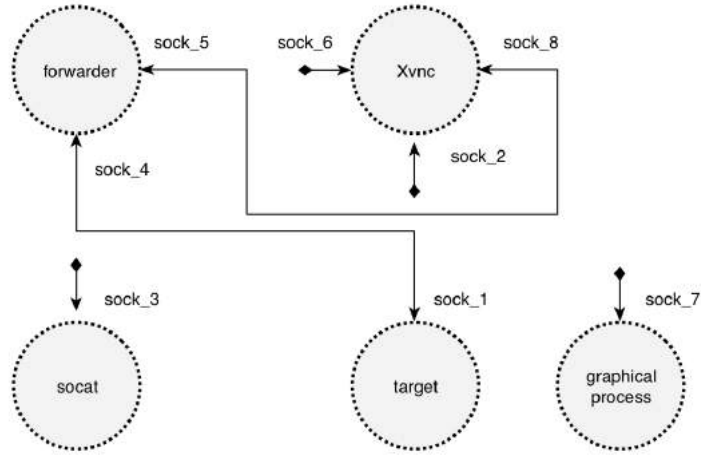 sock_5
sock_6
sock_8
forwarder
Xvnc
sock_4
sock_2
sock_3
sock_1
sock_7
socat
target
graphical
process